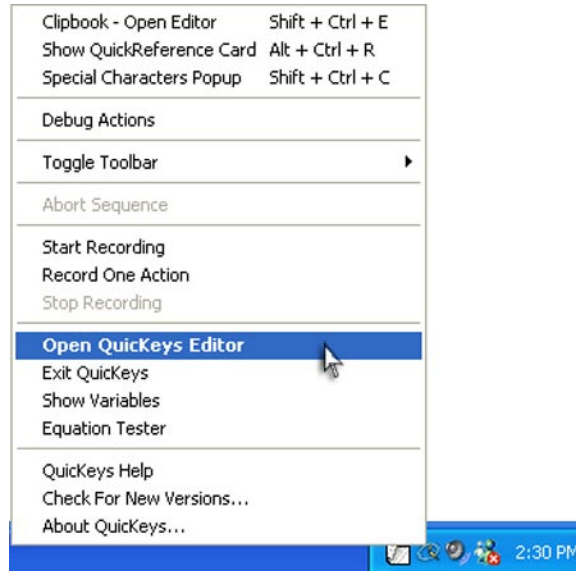 Clipbook - Open Editor Shift + Ctrl + E
Show QuickReference Card Alt + Ctrl + R
Special Characters Popup Shift + Ctrl + C
Debug Actions
Toggle Toolbar
Abort Sequence
Start Recording
Record One Action
Stop Recording
Open QuicKeys Editor
Exit QuicKeys
Show Variables
Equation Tester
QuicKeys Help
Check For New Versions...
About QuicKeys...
2:30 PM